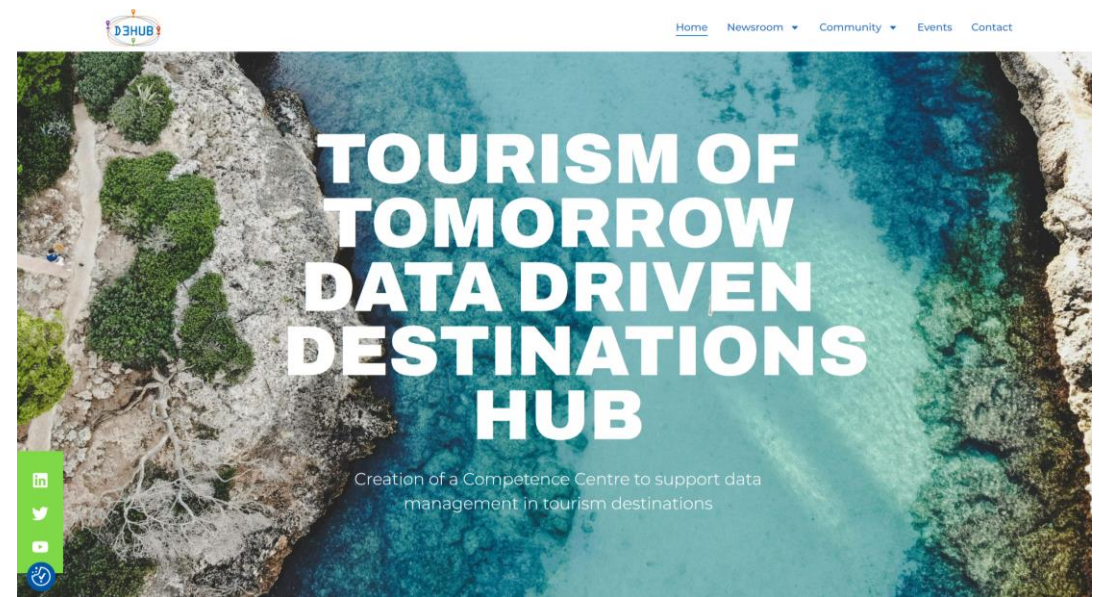 D3HUB
Home Newsroom Community Events Contact
TOURISM OF
TOMORROW
DATA DRIVEN
DESTINATIONS
HUB
Creation of a Competence Centre to support data
management in tourism destinations
in